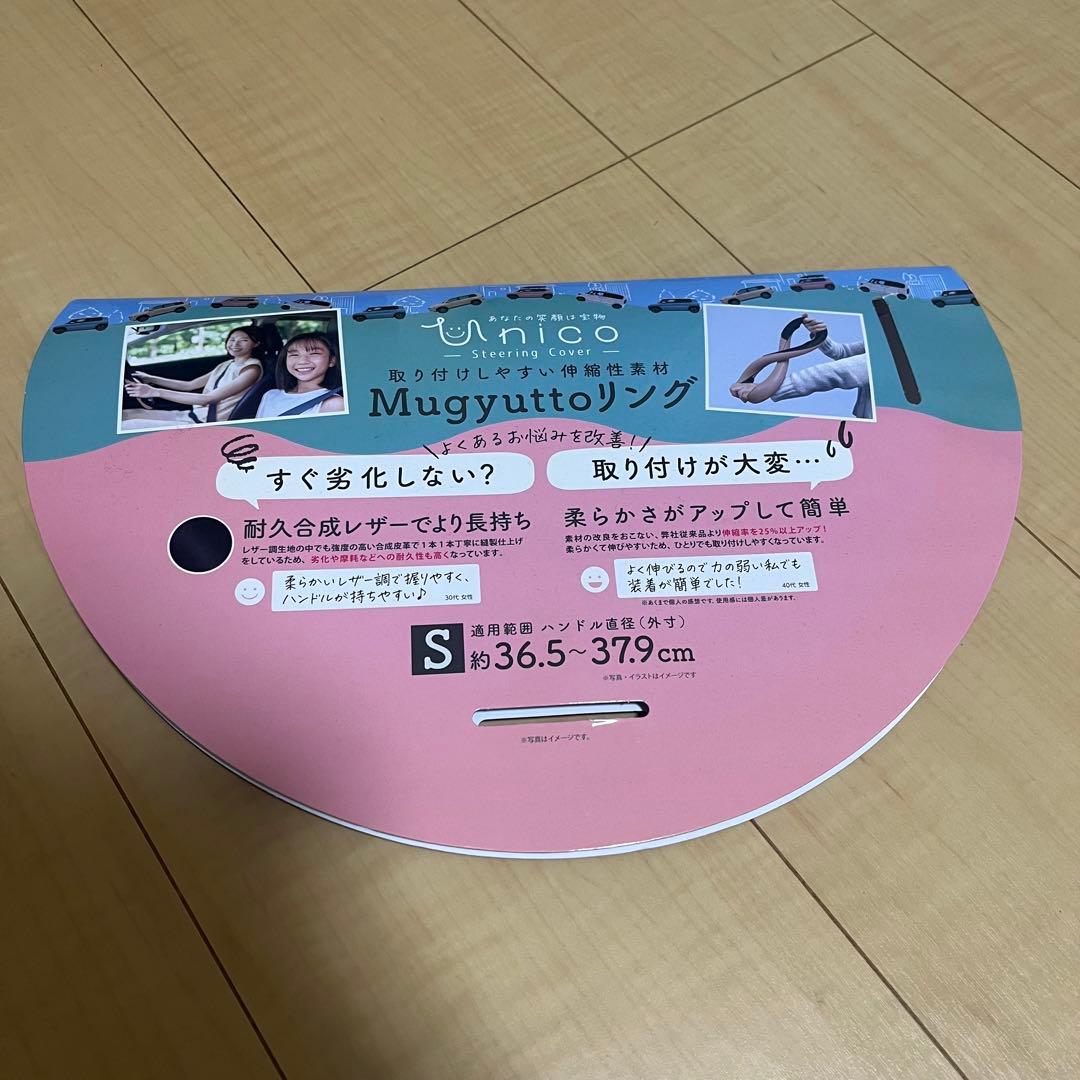 あなたの笑顔は宝物
Unico
Steering Cover
取り付けしやすい伸縮性素材
Mugyuttoリング
よくあるお悩みを改善!
すぐ劣化しない?
耐久合成レザーでより長持ち
レザー調生地の中でも強度の高い合成皮革で1本1本丁寧に縫製仕上げ
をしているため、劣化や摩耗などへの耐久性も高くなっています。
柔らかいレザー調で握りやすく、
ハンドルが持ちやすい♪
30代 女性
取り付けが大変…
柔らかさがアップして簡単
素材の改良をおこない、弊社従来品より伸縮率を25%以上アップ!
柔らかくて伸びやすいため、ひとりでも取り付けしやすくなっています。
よく伸びるので力の弱い私でも
装着が簡単でした!
40代 女性
※あくまで個人の感想です。使用感には個人差があります。
S 適用範囲 ハンドル直径(外寸)
約36.5〜37.9cm
※写真・イラストはイメージです
※写真はイメージです。